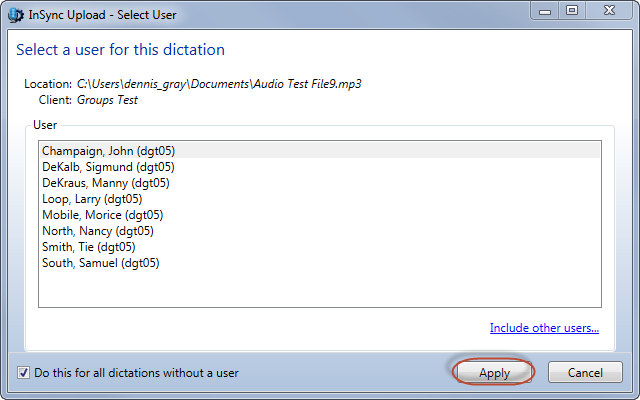 InSync Upload - Select User
Select a user for this dictation
Location: C:\Users\dennis_gray\Documents\Audio Test File9.mp3
Client: Groups Test
User
Champaign, John (dgt05)
DeKalb, Sigmund (dgt05)
DeKraus, Manny (dgt05)
Loop, Larry (dgt05)
Mobile, Morice (dgt05)
North, Nancy (dgt05)
Smith, Tie (dgt05)
South, Samuel (dgt05)
Include other users...
Do this for all dictations without a user
Apply
Cancel